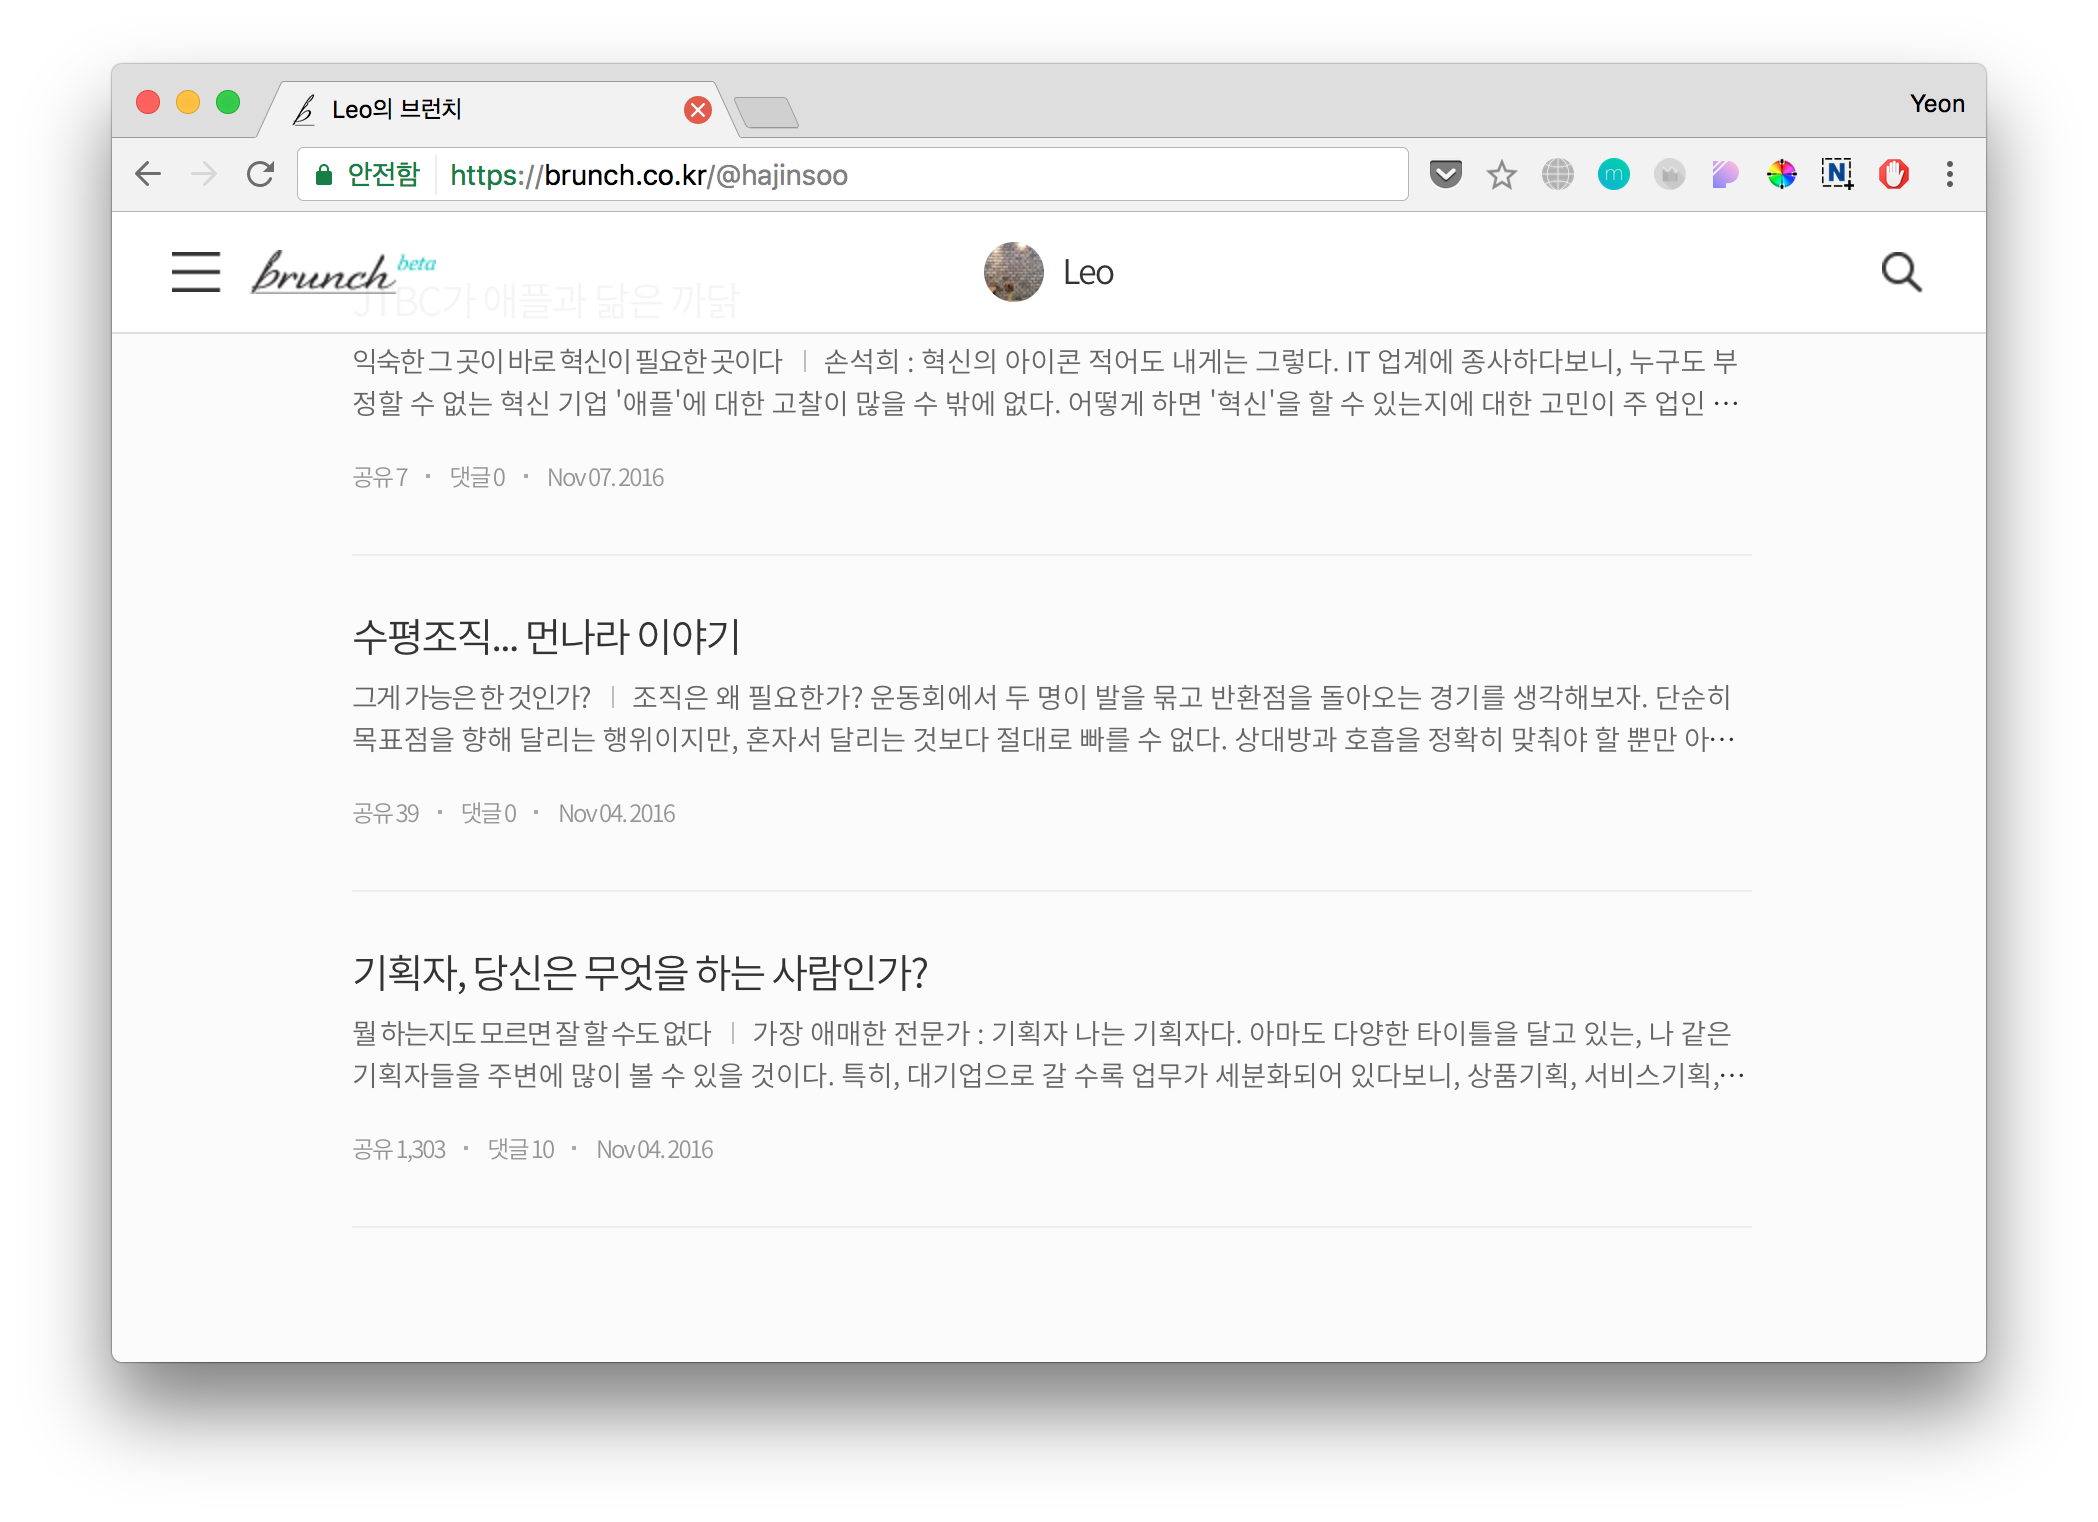 Leo의 브런치
Yeon
안전함 https://brunch.co.kr/@hajinsoo
brunch beta
Leo
JTBC가 애플과 닮은 까닭
익숙한 그 곳이 바로 혁신이 필요한 곳이다 | 손석희 : 혁신의 아이콘 적어도 내게는 그렇다. IT 업계에 종사하다보니, 누구도 부
정할 수 없는 혁신 기업 '애플'에 대한 고찰이 많을 수 밖에 없다. 어떻게 하면 '혁신'을 할 수 있는지에 대한 고민이 주 업인 …
공유 7 · 댓글 0 · Nov 07. 2016
수평조직... 먼나라 이야기
그게 가능은 한 것인가? | 조직은 왜 필요한가? 운동회에서 두 명이 발을 묶고 반환점을 돌아오는 경기를 생각해보자. 단순히
목표점을 향해 달리는 행위이지만, 혼자서 달리는 것보다 절대로 빠를 수 없다. 상대방과 호흡을 정확히 맞춰야 할 뿐만 아…
공유 39 · 댓글 0 · Nov 04. 2016
기획자, 당신은 무엇을 하는 사람인가?
뭘 하는지도 모르면 잘 할 수도 없다 | 가장 애매한 전문가 : 기획자 나는 기획자다. 아마도 다양한 타이틀을 달고 있는, 나 같은
기획자들을 주변에 많이 볼 수 있을 것이다. 특히, 대기업으로 갈 수록 업무가 세분화되어 있다보니, 상품기획, 서비스기획,…
공유 1,303 · 댓글 10 · Nov 04. 2016